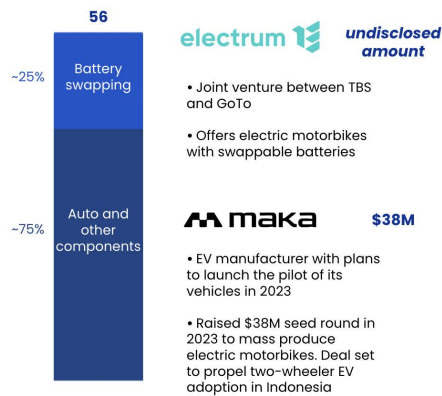 56
~25%
Battery
swapping
~75%
Auto and
other
components
electrum
undisclosed
amount
• Joint venture between TBS
and GoTo
• Offers electric motorbikes
with swappable batteries
maka
$38M
• EV manufacturer with plans
to launch the pilot of its
vehicles in 2023
• Raised $38M seed round in
2023 to mass produce
electric motorbikes. Deal set
to propel two-wheeler EV
adoption in Indonesia